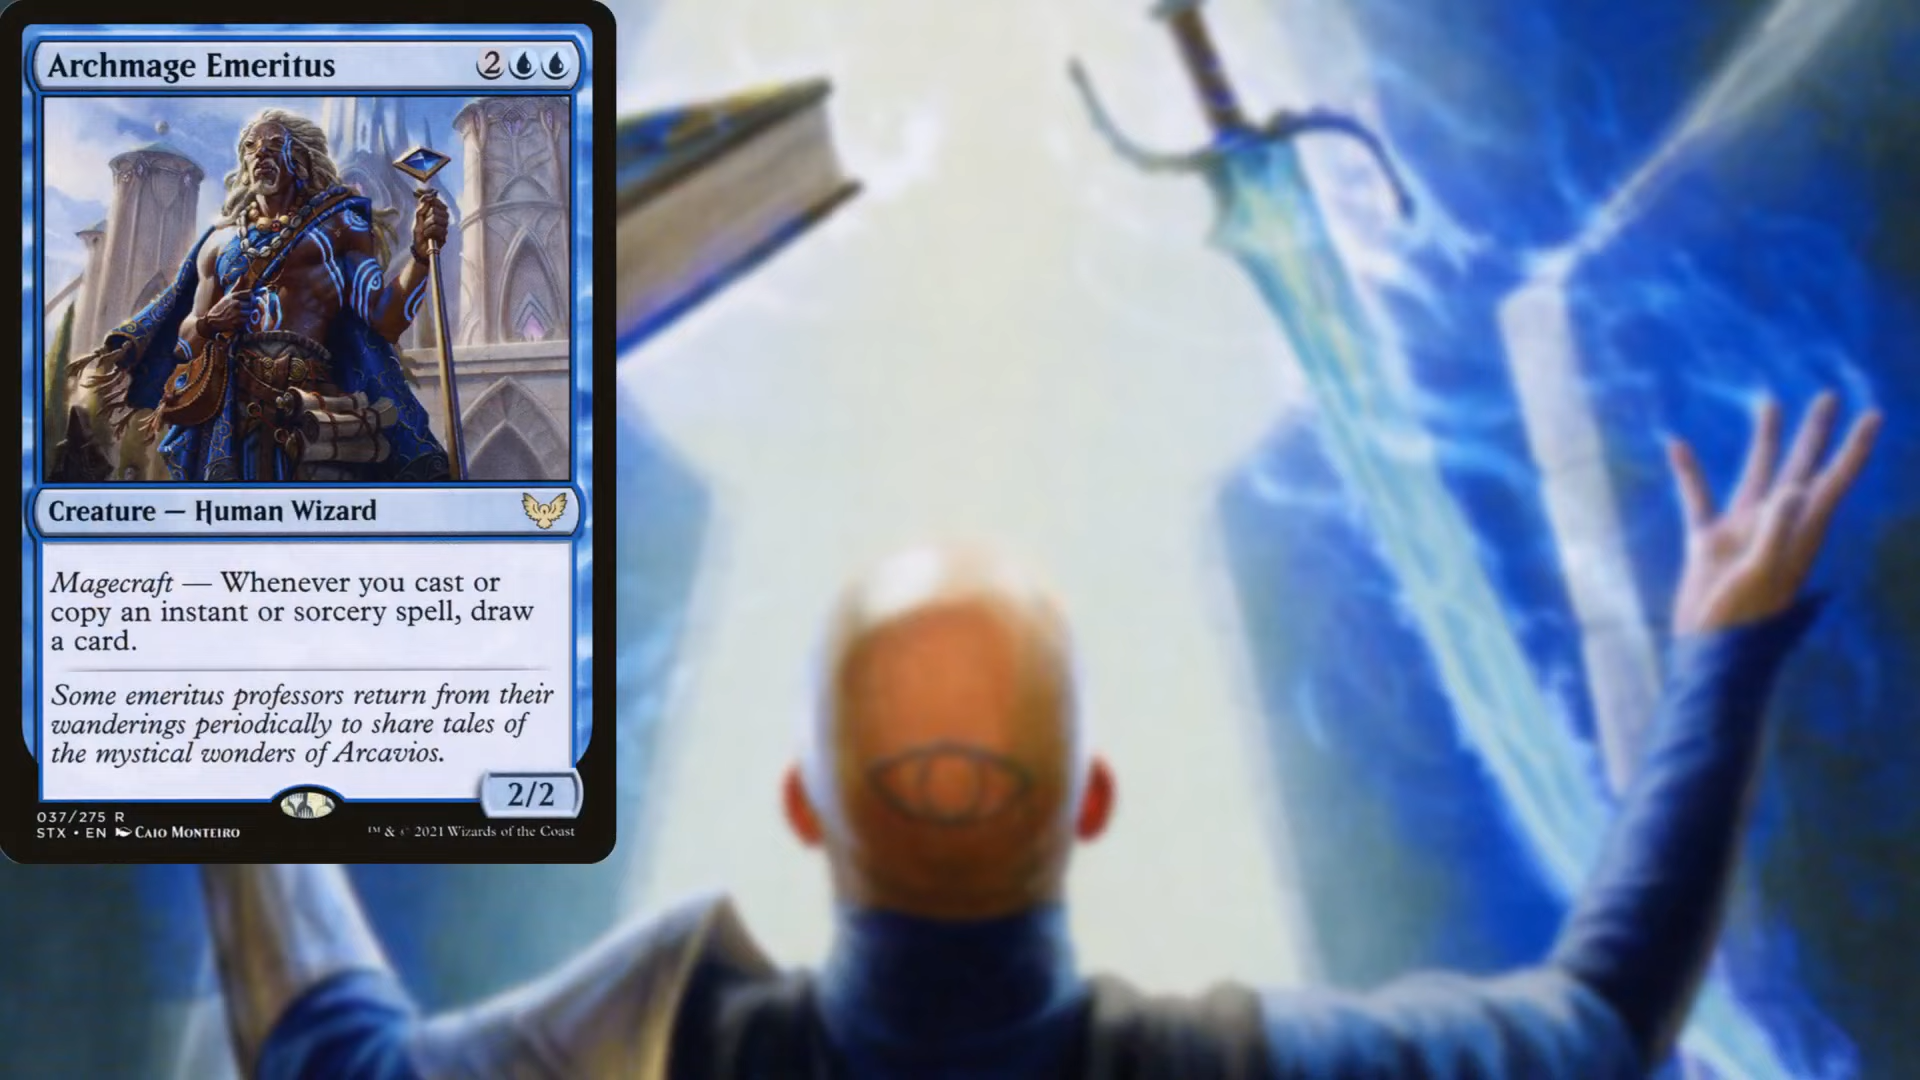 Archmage Emeritus 2
Creature — Human Wizard
Magecraft — Whenever you cast or
copy an instant or sorcery spell, draw
a card.
Some emeritus professors return from their
wanderings periodically to share tales of
the mystical wonders of Arcavios.
2/2
037/275 R
STX • EN Caio Monteiro
™ & © 2021 Wizards of the Coast